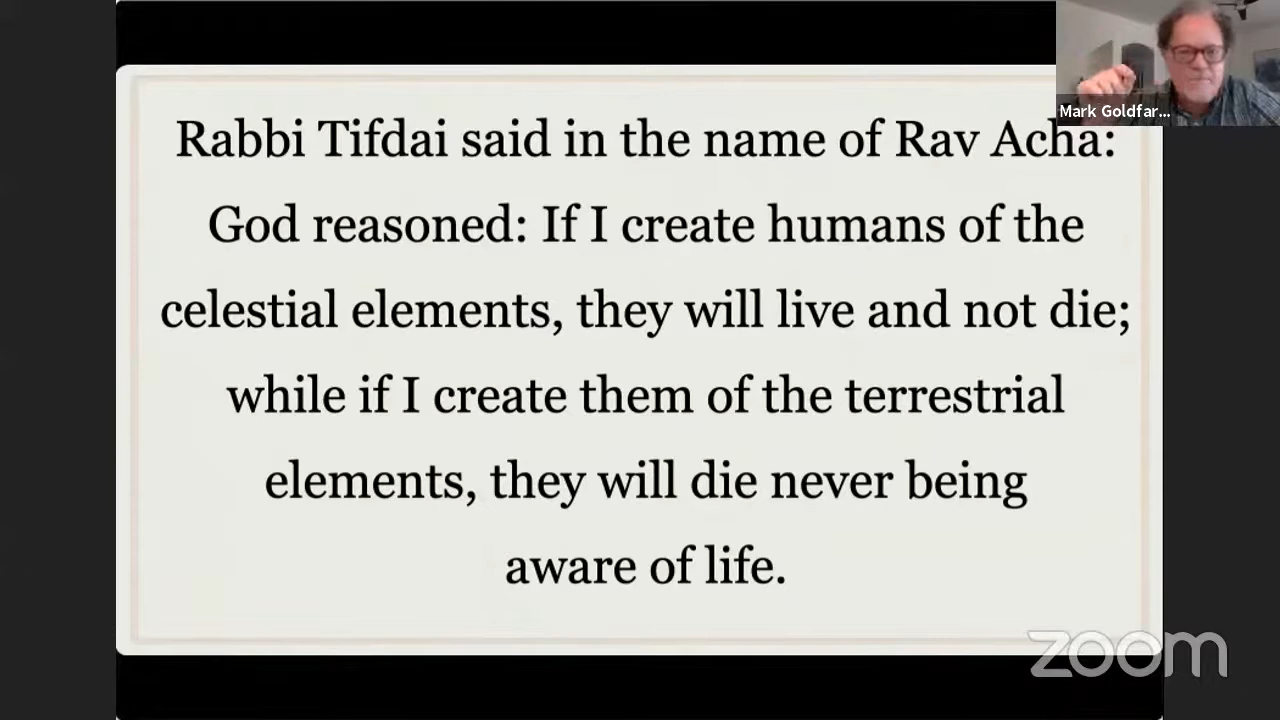 Mark Goldfar...
Rabbi Tifdai said in the name of Rav Acha:
God reasoned: If I create humans of the
celestial elements, they will live and not die;
while if I create them of the terrestrial
elements, they will die never being
aware of life.
zoom